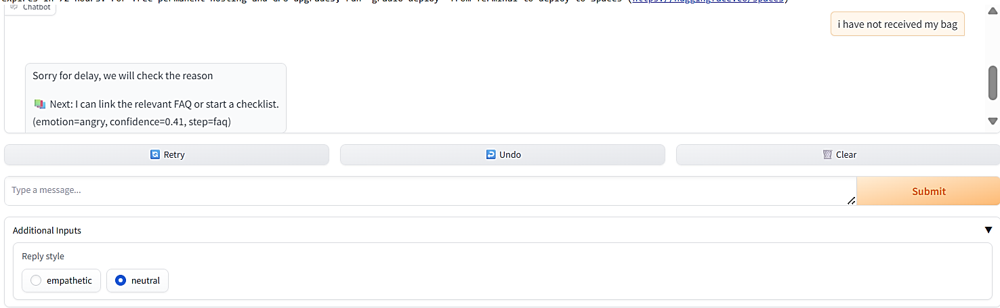 expires in 72 hours. For free permanent hosting and GPU upgrades, run `gradio deploy` from Terminal to deploy to Spaces (https://huggingface.co/spaces)
Chatbot
i have not received my bag
Sorry for delay, we will check the reason
Next: I can link the relevant FAQ or start a checklist.
(emotion=angry, confidence=0.41, step=faq)
Retry
Undo
Clear
Type a message...
Submit
Additional Inputs
Reply style
empathetic
neutral